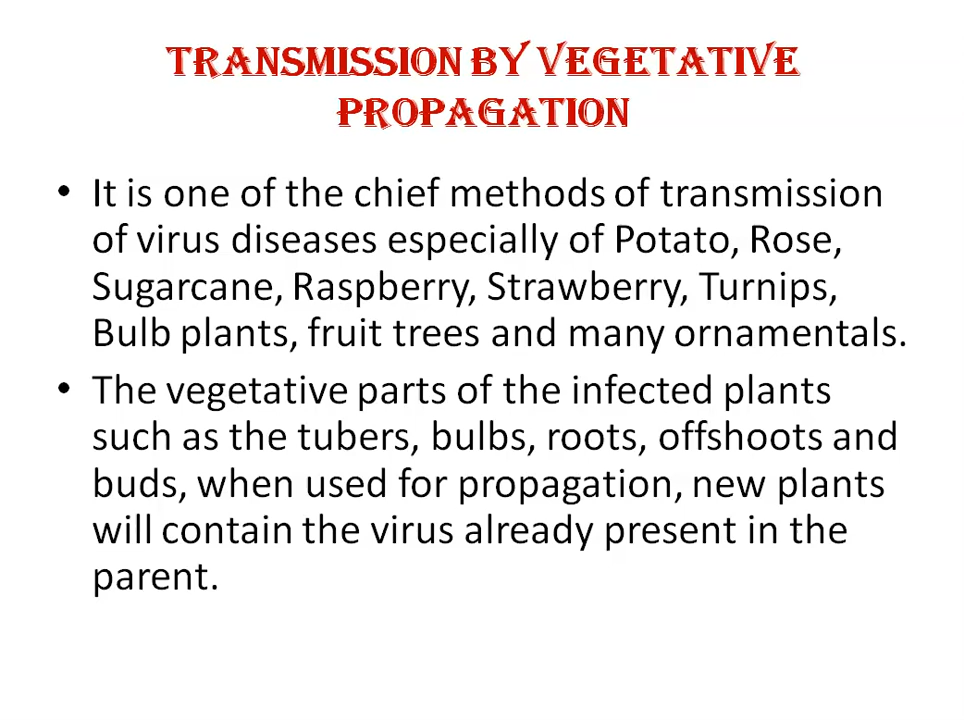 TRANSMISSION BY VEGETATIVE
PROPAGATION
• It is one of the chief methods of transmission
of virus diseases especially of Potato, Rose,
Sugarcane, Raspberry, Strawberry, Turnips,
Bulb plants, fruit trees and many ornamentals.
• The vegetative parts of the infected plants
such as the tubers, bulbs, roots, offshoots and
buds, when used for propagation, new plants
will contain the virus already present in the
parent.